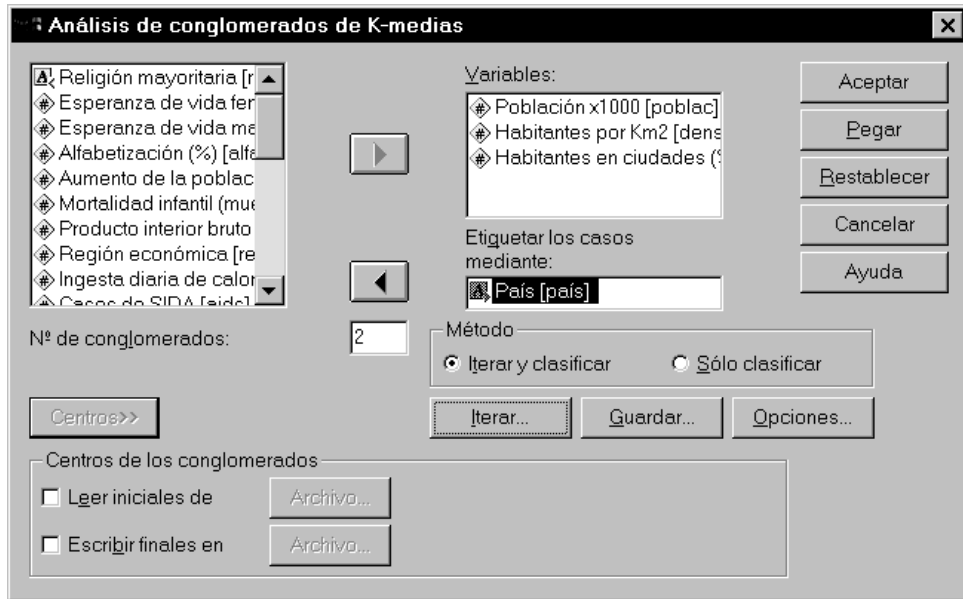 Análisis de conglomerados de K-medias
Religión mayoritaria [r
Esperanza de vida fer
Esperanza de vida ma
Alfabetización (%) [alfa
Aumento de la poblac
Mortalidad infantil (mue
Producto interior bruto
Región económica [re
Ingesta diaria de calor
Casos de SIDA [aids]
Variables:
Población x1000 [poblac]
Habitantes por Km2 [dens
Habitantes en ciudades (%
Etiquetar los casos
mediante:
País [país]
Aceptar
Pegar
Restablecer
Cancelar
Ayuda
Nº de conglomerados:
2
Método
Iterar y clasificar
Sólo clasificar
Centros>>
Iterar...
Guardar...
Opciones...
Centros de los conglomerados
Leer iniciales de
Archivo...
Escribir finales en
Archivo...